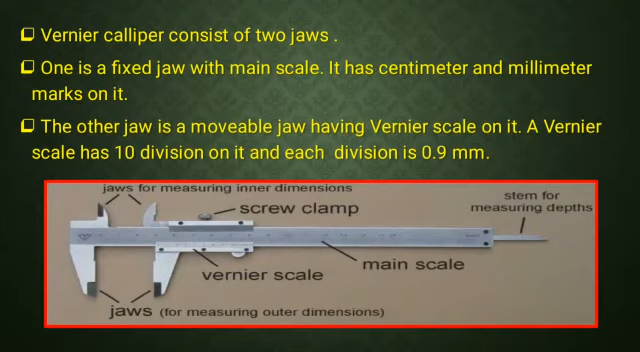 Vernier calliper consist of two jaws .
One is a fixed jaw with main scale. It has centimeter and millimeter
marks on it.
The other jaw is a moveable jaw having Vernier scale on it. A Vernier
scale has 10 division on it and each division is 0.9 mm.
jaws for measuring inner dimensions
stem for
measuring depths
screw clamp
main scale
vernier scale
jaws (for measuring outer dimensions)